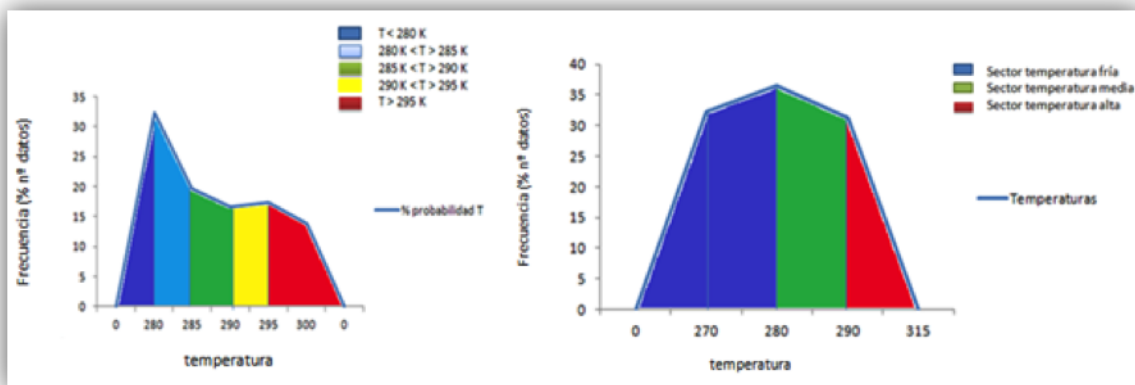 T < 280 K
280 K < T > 285 K
285 K < T > 290 K
290 K < T > 295 K
T > 295 K
Frecuencia (% nº datos)
35
30
25
20
15
10
5
0
0 280 285 290 295 300 0
temperatura
% probabilidad T
Sector temperatura fría
Sector temperatura media
Sector temperatura alta
Frecuencia (% nº datos)
40
35
30
25
20
15
10
5
0
0 270 280 290 315
temperatura
Temperaturas